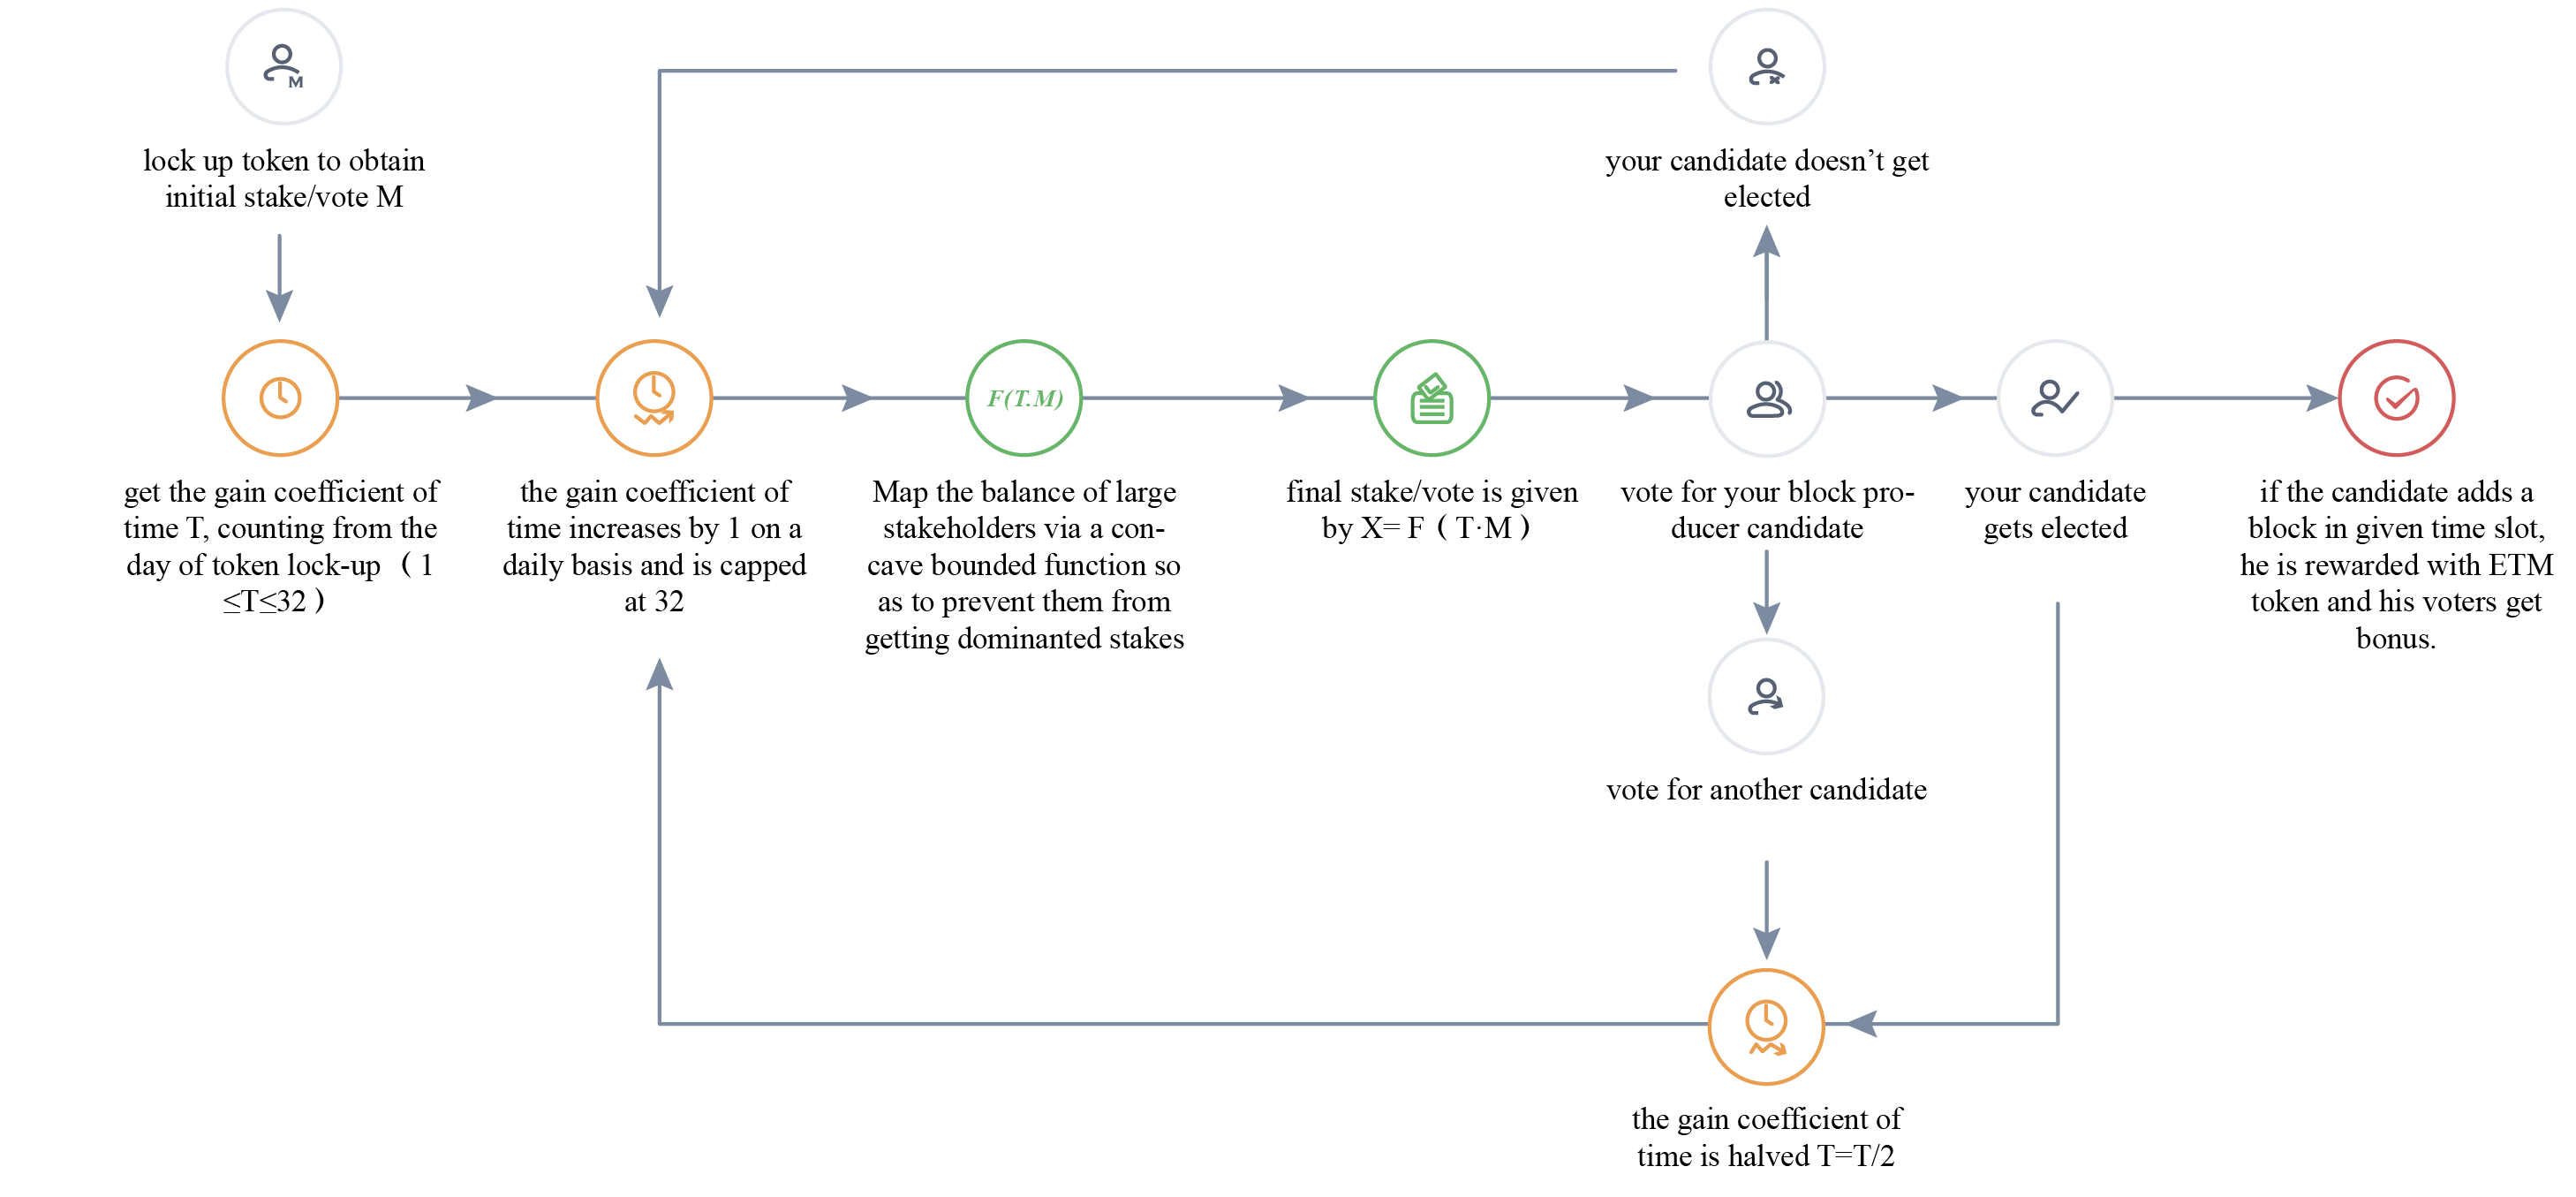 M
lock up token to obtain
initial stake/vote M
your candidate doesn’t get
elected
get the gain coefficient of
time T, counting from the
day of token lock-up （ 1
≤T≤32 ）
the gain coefficient of
time increases by 1 on a
daily basis and is capped
at 32
F(T.M)
Map the balance of large
stakeholders via a con-
cave bounded function so
as to prevent them from
getting dominanted stakes
final stake/vote is given
by X= F（ T·M ）
vote for your block pro-
ducer candidate
your candidate
gets elected
if the candidate adds a
block in given time slot,
he is rewarded with ETM
token and his voters get
bonus.
vote for another candidate
the gain coefficient of
time is halved T=T/2